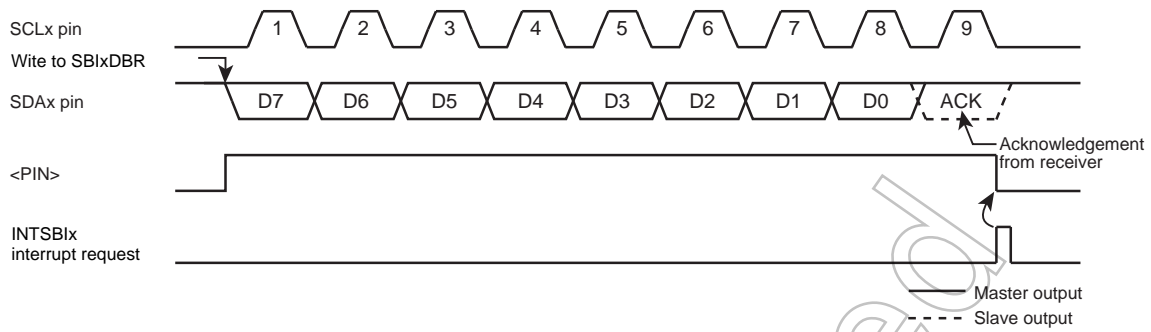 SCLx pin 1 2 3 4 5 6 7 8 9
Wite to SBIxDBR
SDAx pin D7 D6 D5 D4 D3 D2 D1 D0 ACK
Acknowledgement
from receiver
<PIN>
INTSBIx
interrupt request
Master output
Slave output